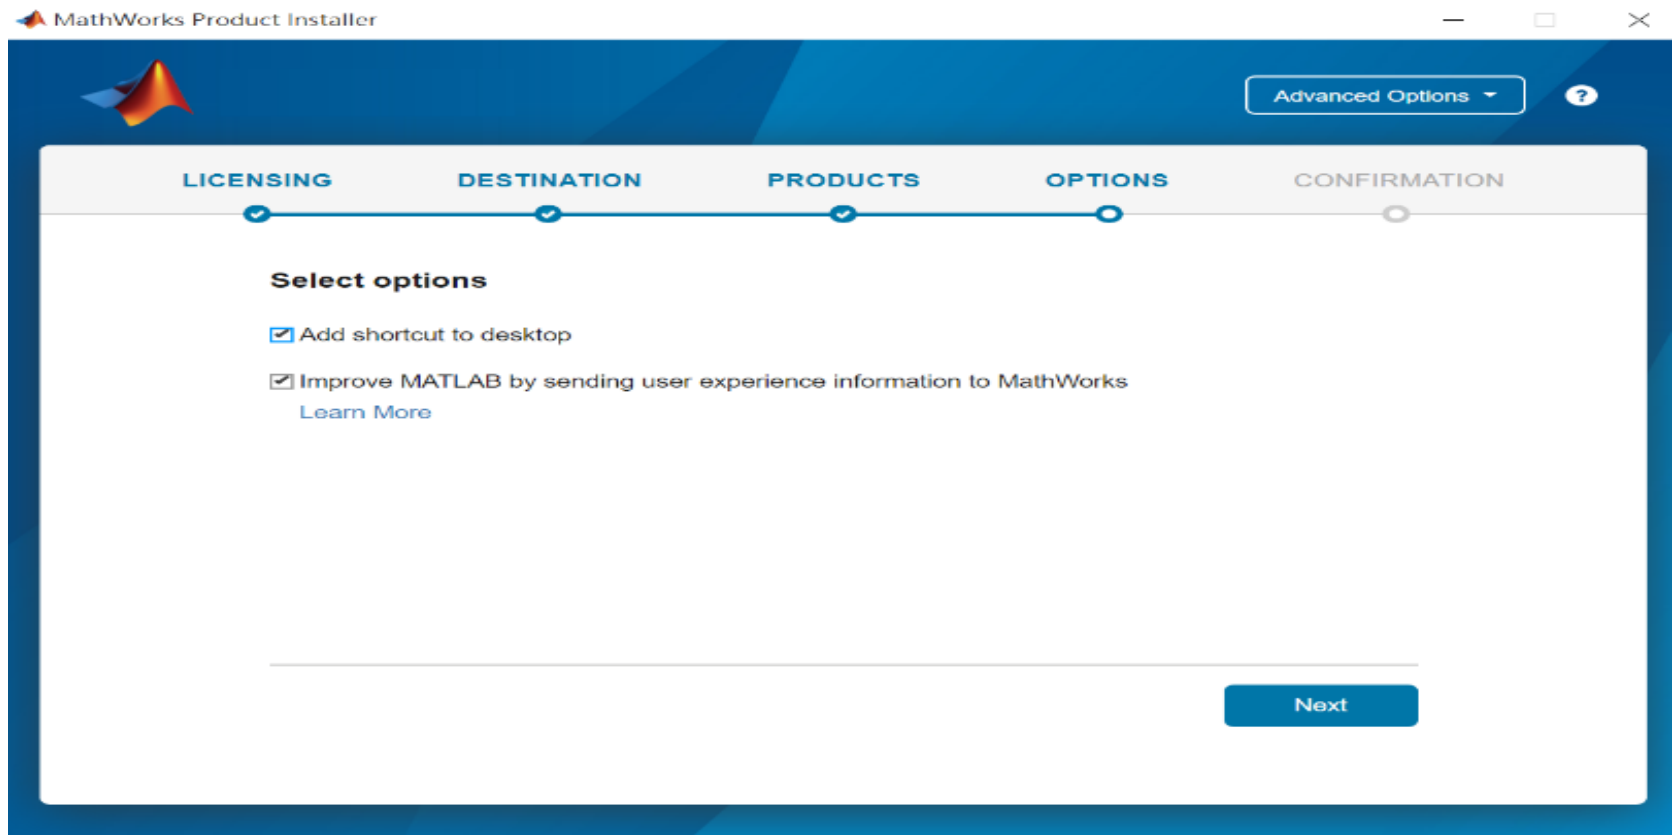 MathWorks Product Installer
Advanced Options
?
LICENSING DESTINATION PRODUCTS OPTIONS CONFIRMATION
Select options
Add shortcut to desktop
Improve MATLAB by sending user experience information to MathWorks
Learn More
Next